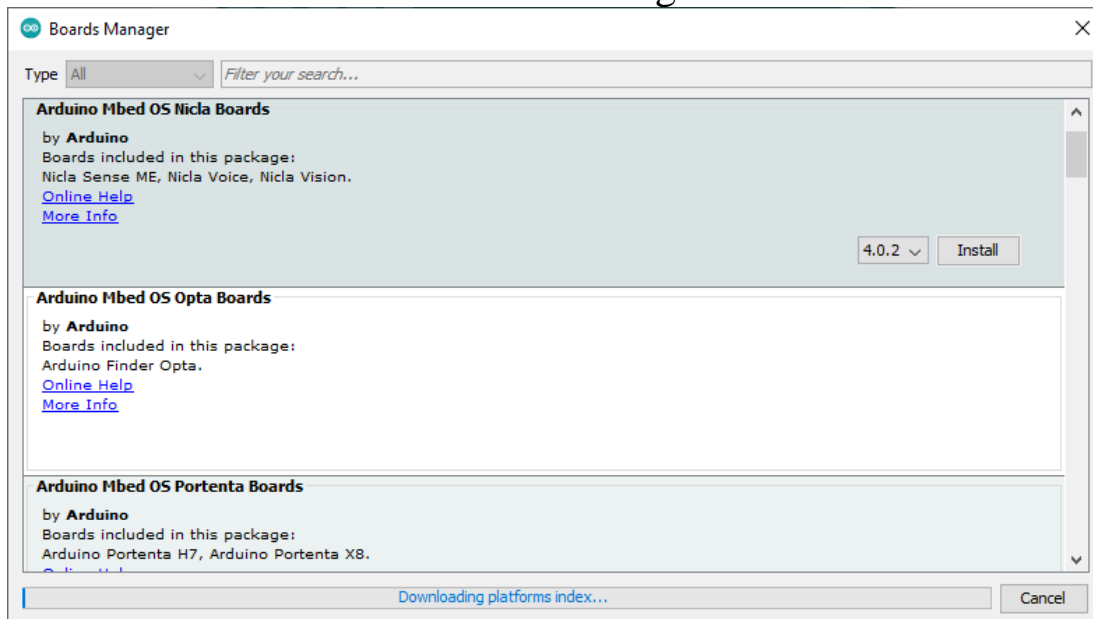 Boards Manager
Type All Filter your search...
Arduino Mbed OS Nicla Boards
by Arduino
Boards included in this package:
Nicla Sense ME, Nicla Voice, Nicla Vision.
Online Help
More Info
4.0.2 Install
Arduino Mbed OS Opta Boards
by Arduino
Boards included in this package:
Arduino Finder Opta.
Online Help
More Info
Arduino Mbed OS Portenta Boards
by Arduino
Boards included in this package:
Arduino Portenta H7, Arduino Portenta X8.
Downloading platforms index...
Cancel